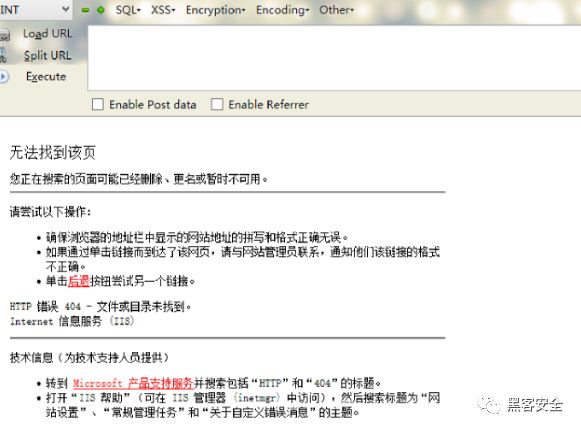 INT SQL▾ XSS▾ Encryption▾ Encoding▾ Other▾
Load URL
Split URL
Execute
Enable Post data Enable Referrer
无法找到该页
您正在搜索的页面可能已经删除、更名或暂时不可用。
请尝试以下操作：
• 确保浏览器的地址栏中显示的网站地址的拼写和格式正确无误。
• 如果通过单击链接而到达了该网页，请与网站管理员联系，通知他们该链接的格式
不正确。
• 单击后退按钮尝试另一个链接。
HTTP 错误 404 - 文件或目录未找到。
Internet 信息服务 (IIS)
技术信息（为技术支持人员提供）
• 转到 Microsoft 产品支持服务并搜索包括“HTTP”和“404”的标题。
• 打开“IIS 帮助”（可在 IIS 管理器 (inetmgr) 中访问），然后搜索标题为“网
站设置”、“常规管理任务”和“关于自定义错误消息”的主题。
黑客安全